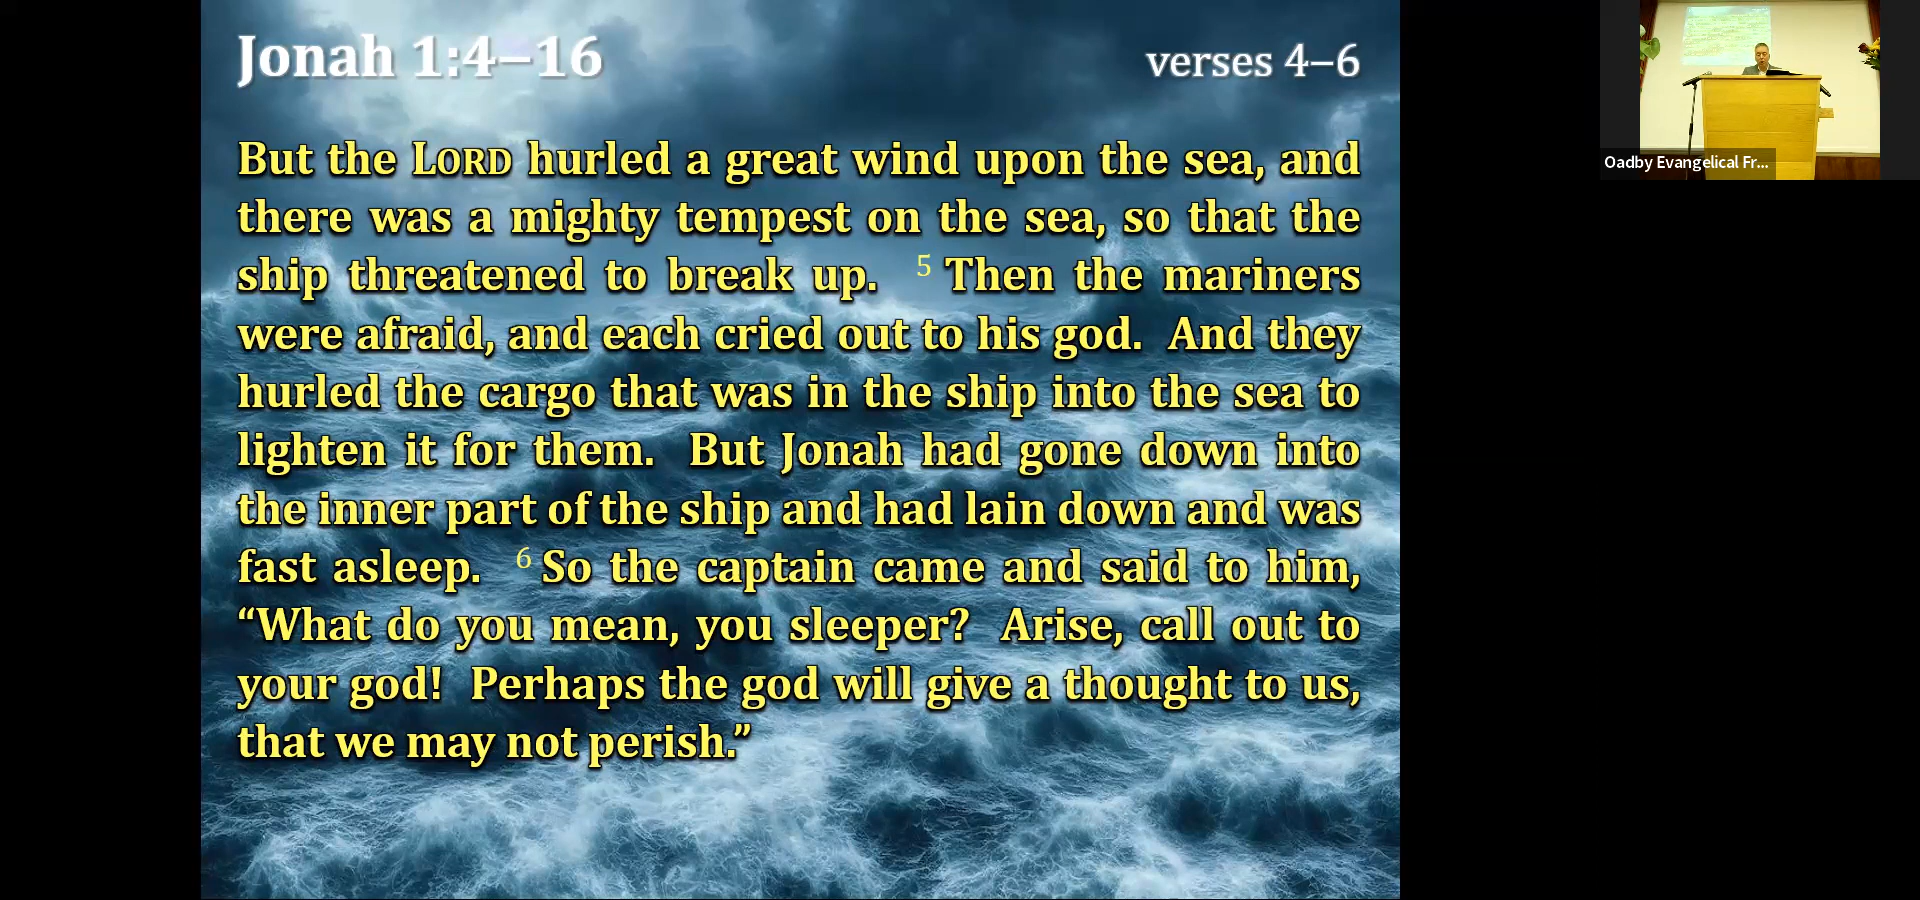 Jonah 1:4–16
verses 4–6
But the LORD hurled a great wind upon the sea, and
there was a mighty tempest on the sea, so that the
ship threatened to break up. 5 Then the mariners
were afraid, and each cried out to his god. And they
hurled the cargo that was in the ship into the sea to
lighten it for them. But Jonah had gone down into
the inner part of the ship and had lain down and was
fast asleep. 6 So the captain came and said to him,
“What do you mean, you sleeper? Arise, call out to
your god! Perhaps the god will give a thought to us,
that we may not perish.”
Oadby Evangelical Fr...